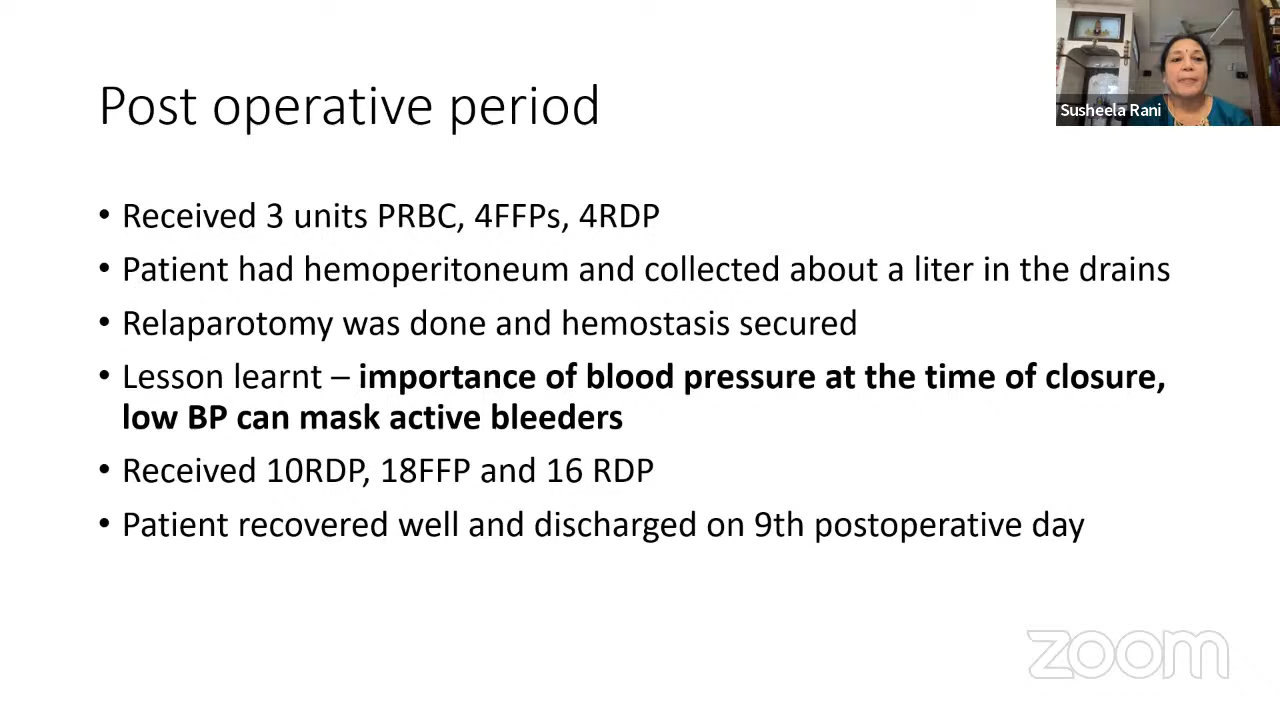 Post operative period
Susheela Rani
• Received 3 units PRBC, 4FFPs, 4RDP
• Patient had hemoperitoneum and collected about a liter in the drains
• Relaparotomy was done and hemostasis secured
• Lesson learnt – importance of blood pressure at the time of closure,
low BP can mask active bleeders
• Received 10RDP, 18FFP and 16 RDP
• Patient recovered well and discharged on 9th postoperative day
zoom